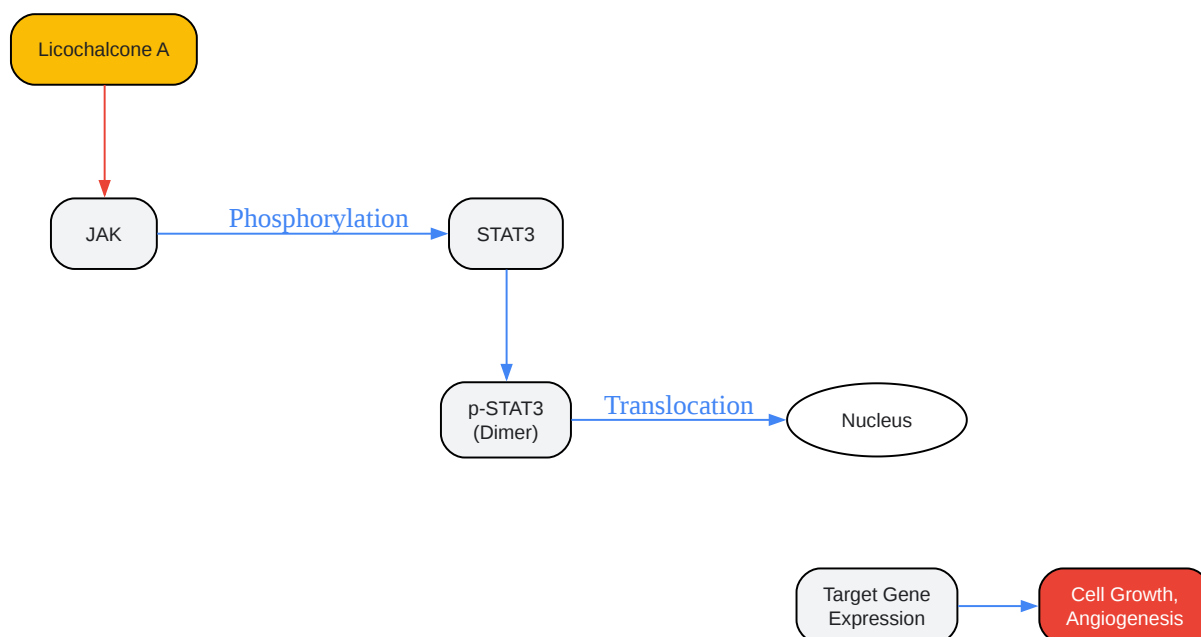 Licochalcone A
Phosphorylation
JAK
STAT3
p-STAT3
(Dimer)
Translocation
Nucleus
Target Gene
Expression
Cell Growth,
Angiogenesis